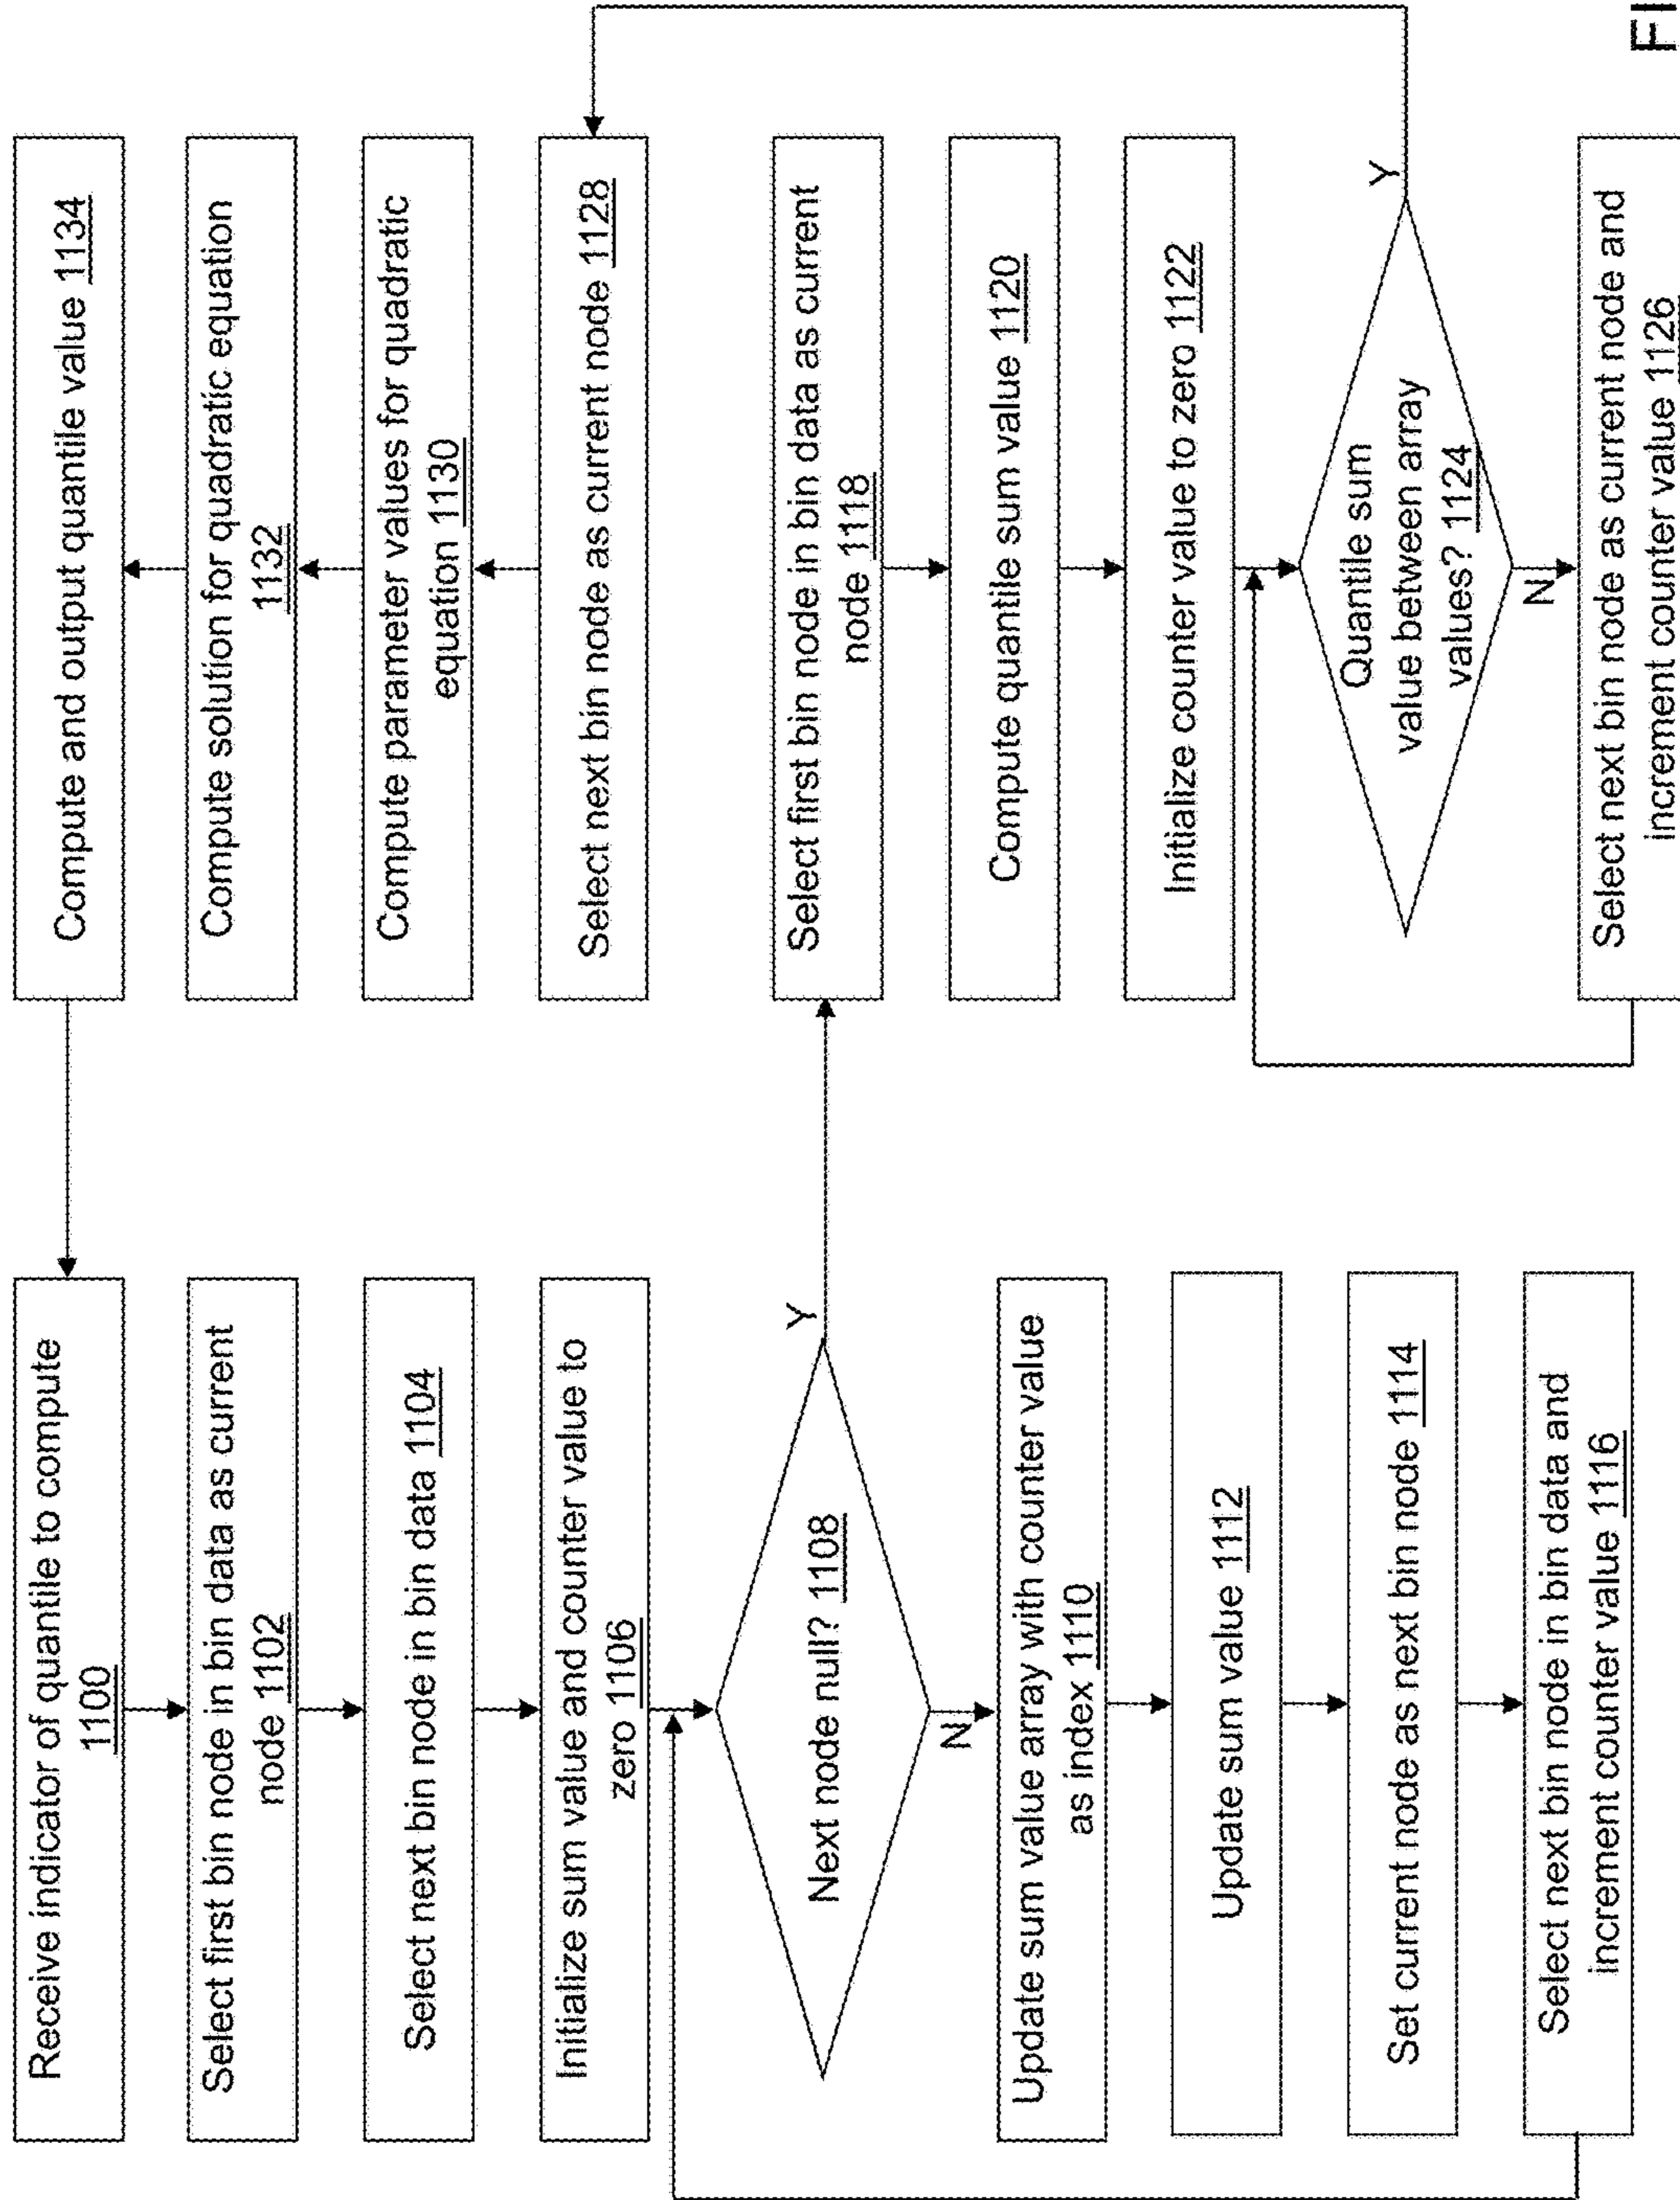 Receive indicator of quantile to compute
1100
Select first bin node in bin data as current
node 1102
Select next bin node in bin data 1104
Initialize sum value and counter value to
zero 1106
Next node null? 1108
Y
N
Update sum value array with counter value
as index 1110
Update sum value 1112
Set current node as next bin node 1114
Select next bin node in bin data and
increment counter value 1116
Compute and output quantile value 1134
Compute solution for quadratic equation
1132
Compute parameter values for quadratic
equation 1130
Select next bin node as current node 1128
Select first bin node in bin data as current
node 1118
Compute quantile sum value 1120
Initialize counter value to zero 1122
Quantile sum
value between array
values? 1124
Y
N
Select next bin node as current node and
increment counter value 1126